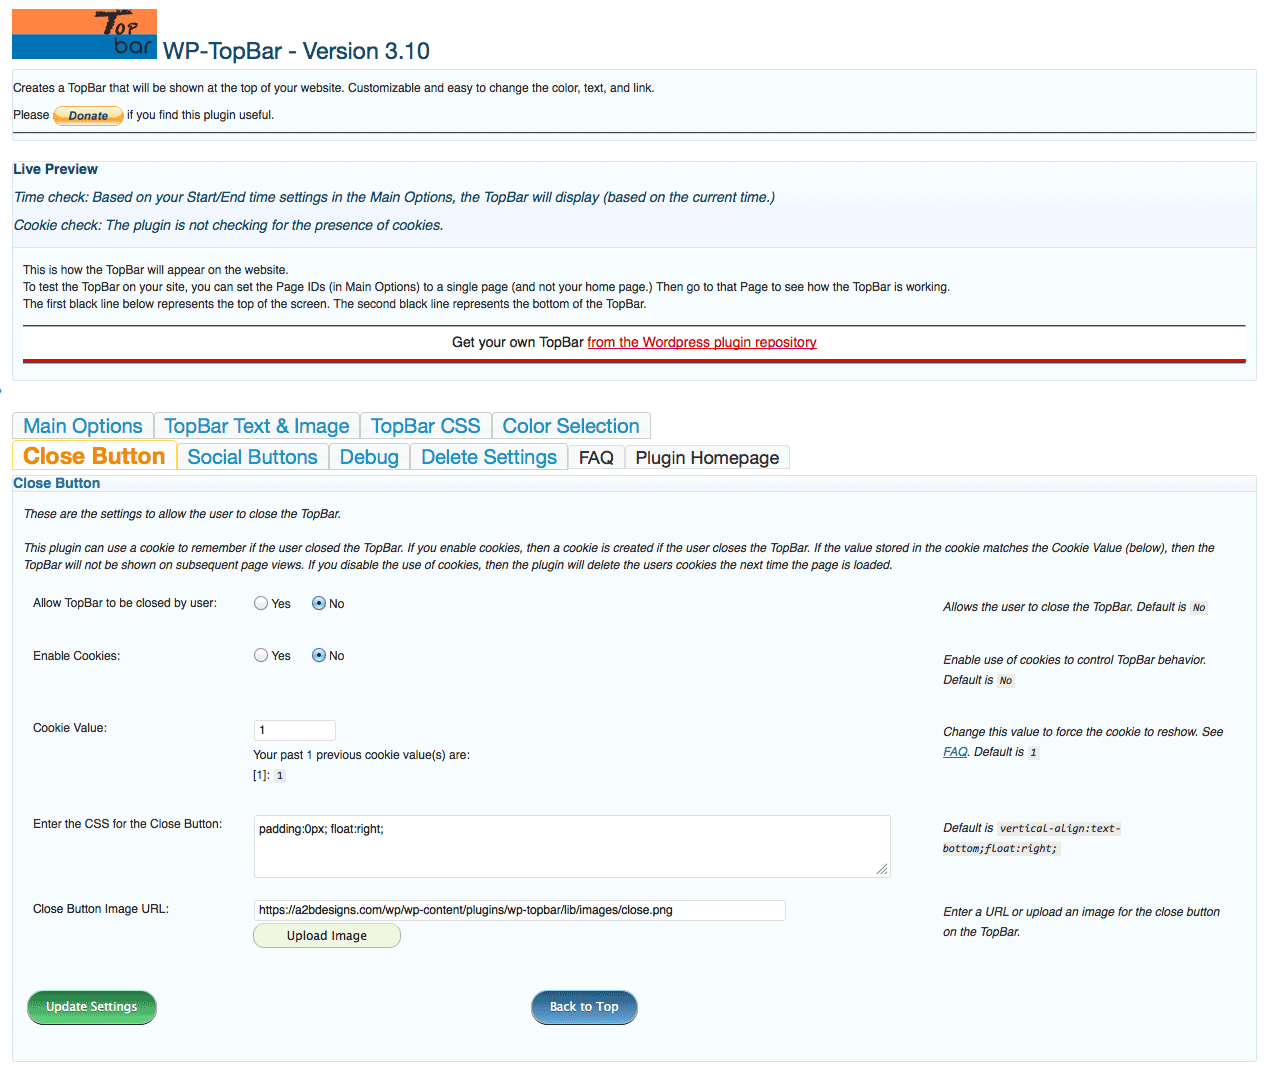 Top
bar
WP-TopBar - Version 3.10
Creates a TopBar that will be shown at the top of your website. Customizable and easy to change the color, text, and link.
Please Donate if you find this plugin useful.
Live Preview
Time check: Based on your Start/End time settings in the Main Options, the TopBar will display (based on the current time.)
Cookie check: The plugin is not checking for the presence of cookies.
This is how the TopBar will appear on the website.
To test the TopBar on your site, you can set the Page IDs (in Main Options) to a single page (and not your home page.) Then go to that Page to see how the TopBar is working.
The first black line below represents the top of the screen. The second black line represents the bottom of the TopBar.
Get your own TopBar from the Wordpress plugin repository
Main Options TopBar Text & Image TopBar CSS Color Selection
Close Button Social Buttons Debug Delete Settings FAQ Plugin Homepage
Close Button
These are the settings to allow the user to close the TopBar.
This plugin can use a cookie to remember if the user closed the TopBar. If you enable cookies, then a cookie is created if the user closes the TopBar. If the value stored in the cookie matches the Cookie Value (below), then the
TopBar will not be shown on subsequent page views. If you disable the use of cookies, then the plugin will delete the users cookies the next time the page is loaded.
Allow TopBar to be closed by user: Yes No Allows the user to close the TopBar. Default is No
Enable Cookies: Yes No Enable use of cookies to control TopBar behavior.
Default is No
Cookie Value: 1 Change this value to force the cookie to reshow. See
Your past 1 previous cookie value(s) are: FAQ. Default is 1
[1]: 1
Enter the CSS for the Close Button: padding:0px; float:right; Default is vertical-align:text-
bottom;float:right;
Close Button Image URL: https://a2bdesigns.com/wp/wp-content/plugins/wp-topbar/lib/images/close.png Enter a URL or upload an image for the close button
Upload Image on the TopBar.
Update Settings Back to Top